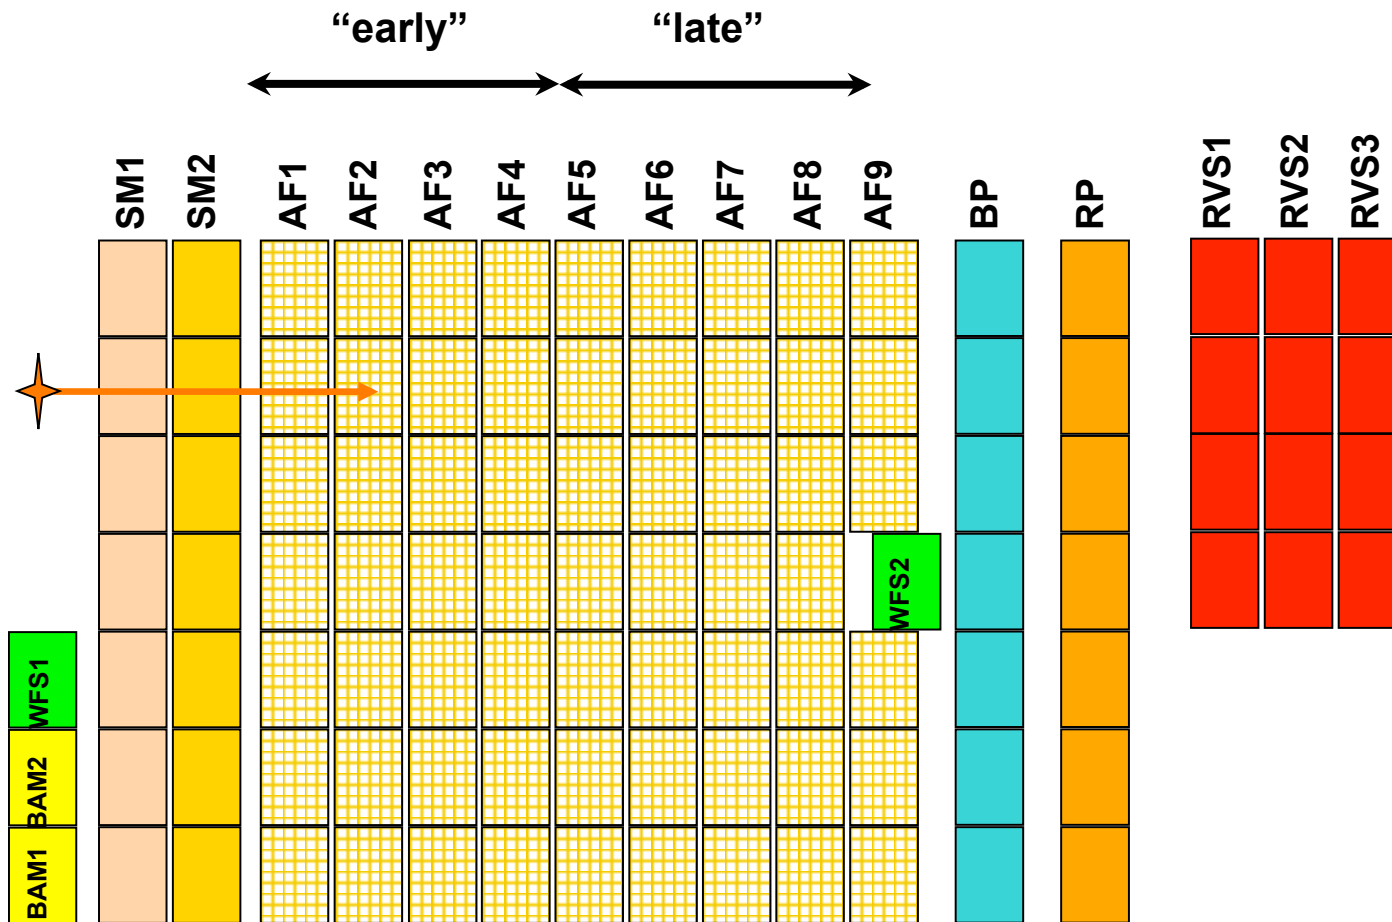 “early”
“late”
SM1
SM2
AF1
AF2
AF3
AF4
AF5
AF6
AF7
AF8
AF9
BP
RP
RVS1
RVS2
RVS3
WFS2
WFS1
BAM2
BAM1